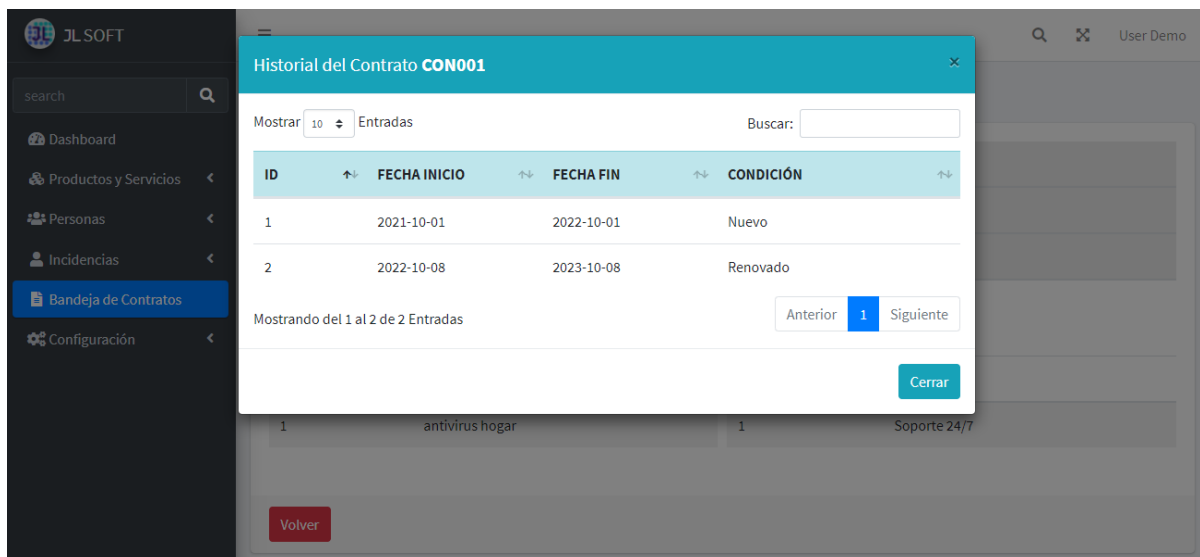 JL SOFT
User Demo
search
Dashboard
Productos y Servicios
Personas
Incidencias
Bandeja de Contratos
Configuración
Historial del Contrato CON001
×
Mostrar 10 Entradas
Buscar:
ID FECHA INICIO FECHA FIN CONDICIÓN
1 2021-10-01 2022-10-01 Nuevo
2 2022-10-08 2023-10-08 Renovado
Mostrando del 1 al 2 de 2 Entradas
Anterior 1 Siguiente
Cerrar
1 antivirus hogar 1 Soporte 24/7
Volver